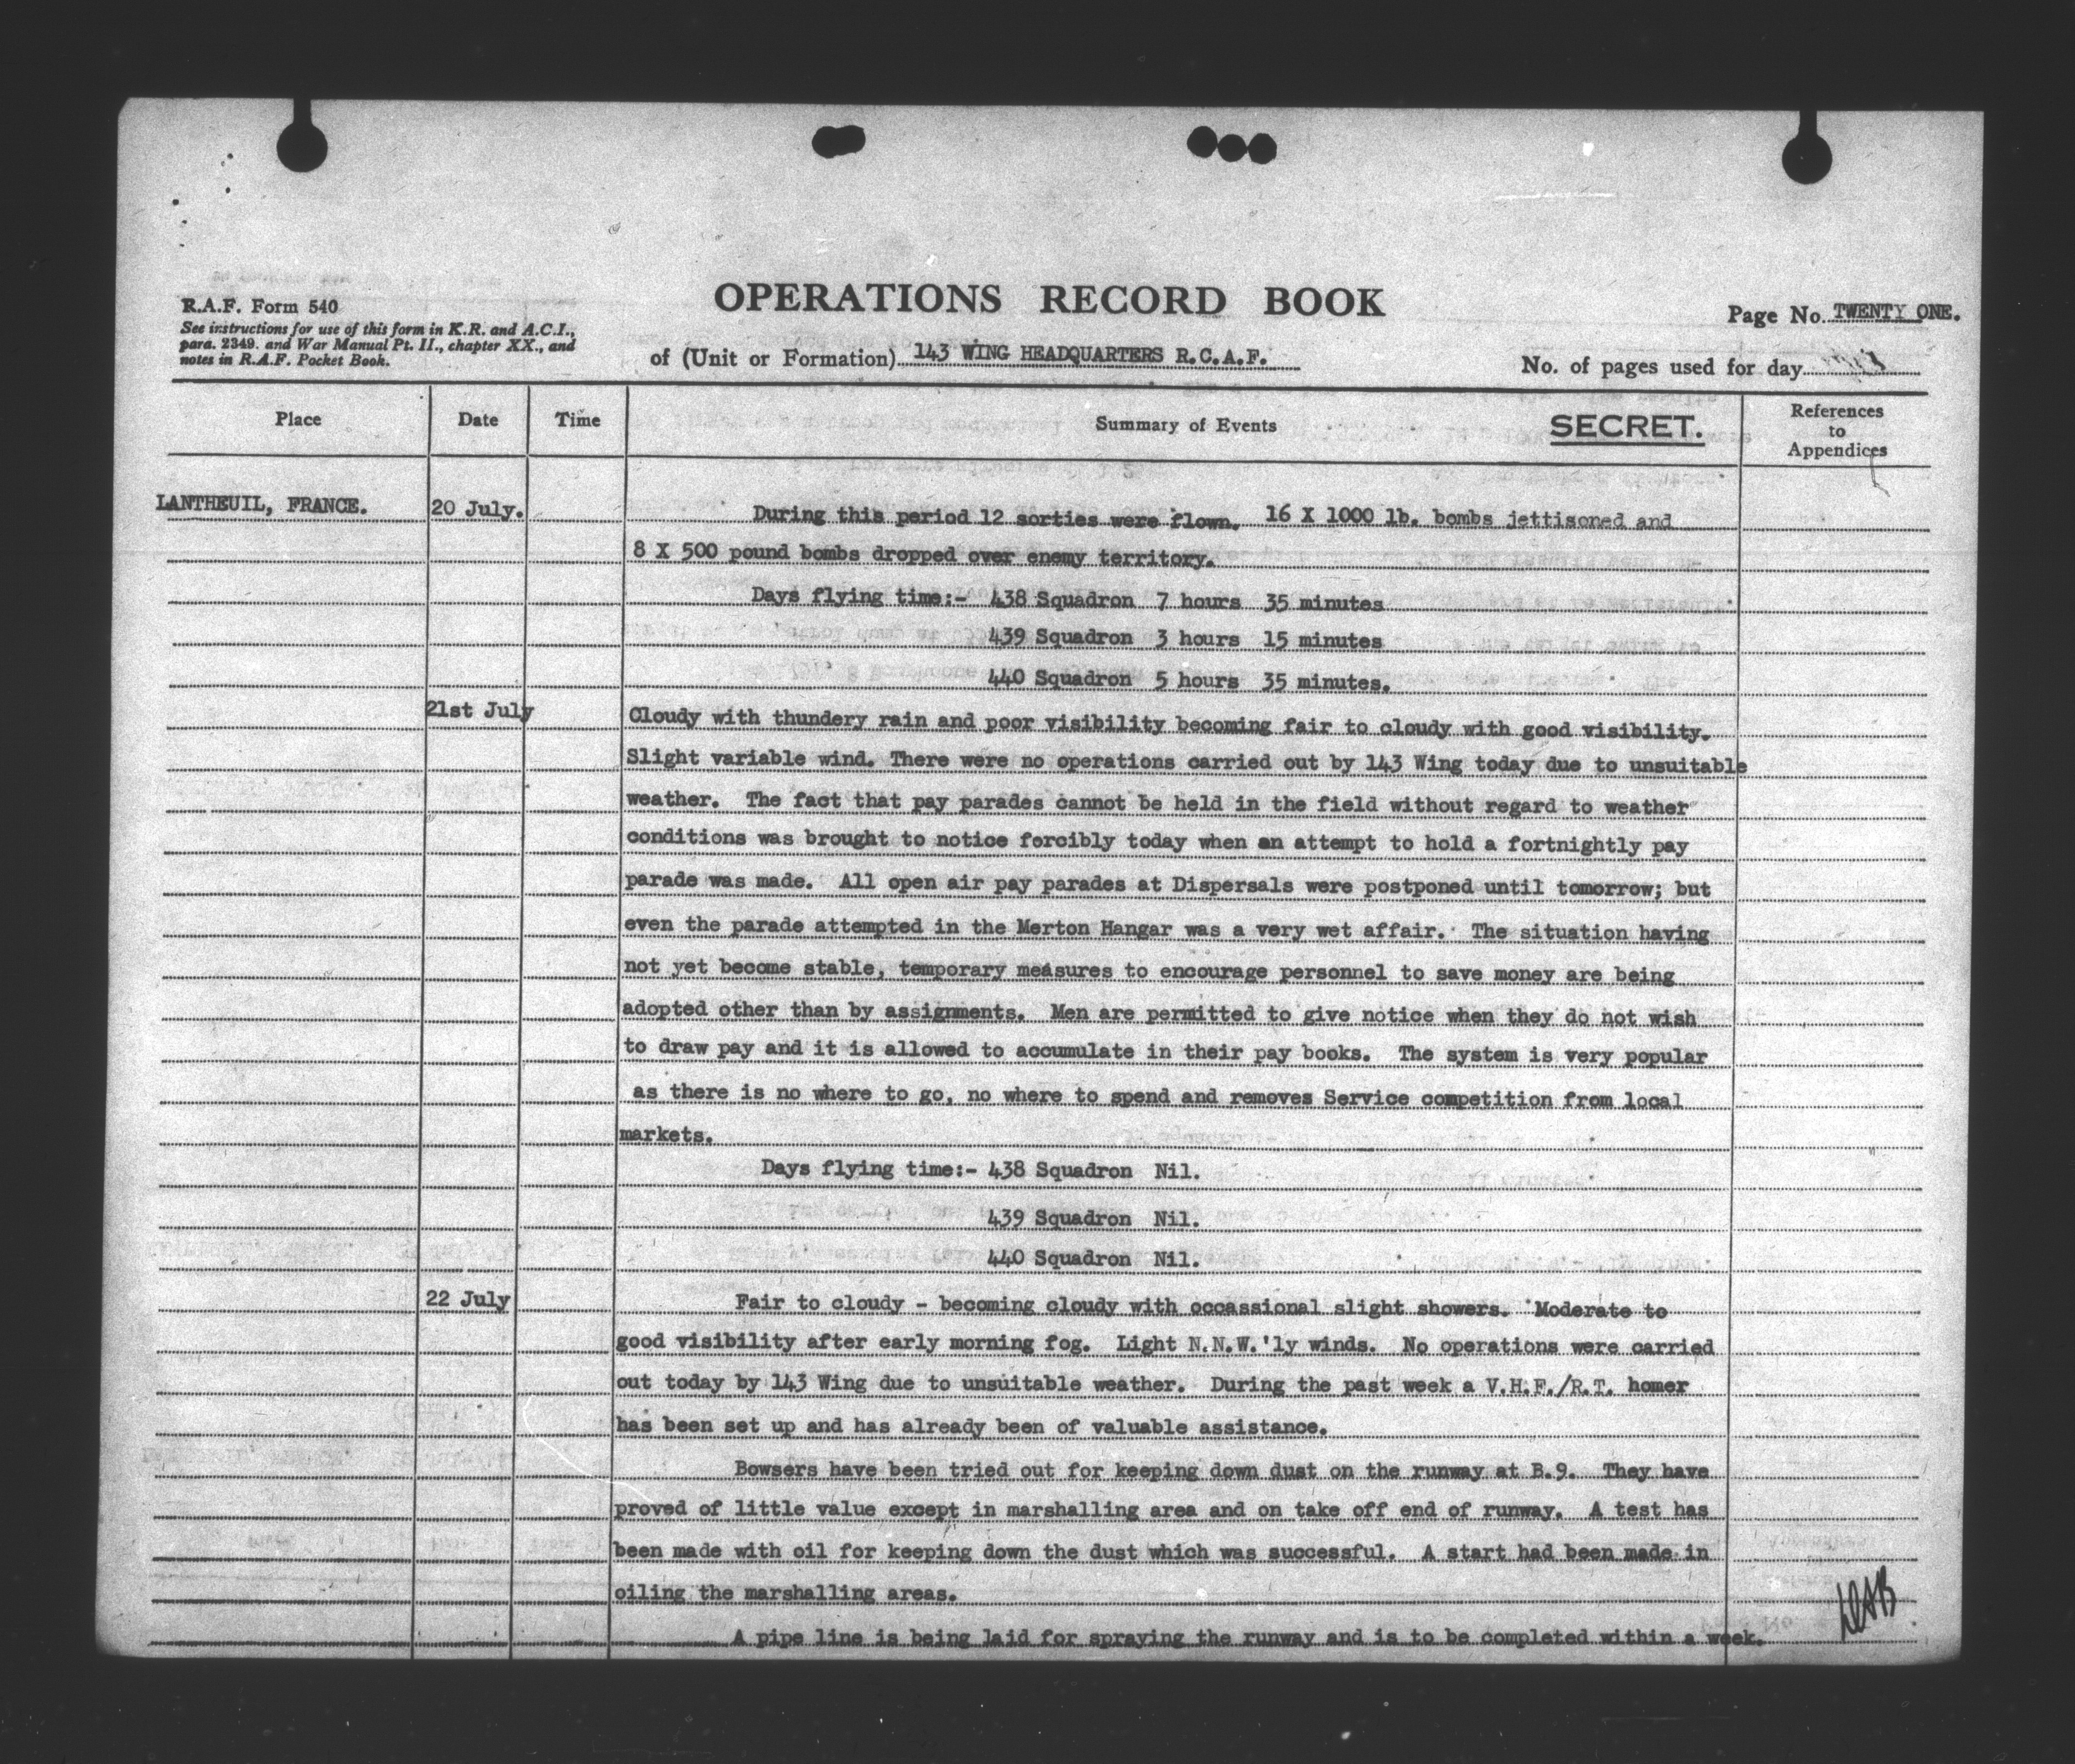 OPERATIONS RECORD BOOK
R.A.F. Form 540
See instructions for use of this form in K.R. and A.C.I.,
para. 2349. and War Manual Pt. II., chapter XX., and
notes in R.A.F. Pocket Book.
Page No. TWENTY ONE.
of (Unit or Formation) 143 WING HEADQUARTERS R.C.A.F.
No. of pages used for day
Place Date Time Summary of Events SECRET. References
to
Appendices
LANTHEUIL, FRANCE. 20 July. During this period 12 sorties were flown. 16 X 1000 lb. bombs jettisoned and
8 X 500 pound bombs dropped over enemy territory.
Days flying time:- 438 Squadron 7 hours 35 minutes
439 Squadron 3 hours 15 minutes
440 Squadron 5 hours 35 minutes.
21st July Cloudy with thundery rain and poor visibility becoming fair to cloudy with good visibility.
Slight variable wind. There were no operations carried out by 143 Wing today due to unsuitable
weather. The fact that pay parades cannot be held in the field without regard to weather
conditions was brought to notice forcibly today when an attempt to hold a fortnightly pay
parade was made. All open air pay parades at Dispersals were postponed until tomorrow; but
even the parade attempted in the Merton Hangar was a very wet affair. The situation having
not yet become stable, temporary measures to encourage personnel to save money are being
adopted other than by assignments. Men are permitted to give notice when they do not wish
to draw pay and it is allowed to accumulate in their pay books. The system is very popular
as there is no where to go, no where to spend and removes Service competition from local
markets.
Days flying time:- 438 Squadron Nil.
439 Squadron Nil.
440 Squadron Nil.
22 July Fair to cloudy - becoming cloudy with occassional slight showers. Moderate to
good visibility after early morning fog. Light N.N.W.'ly winds. No operations were carried
out today by 143 Wing due to unsuitable weather. During the past week a V.H.F./R.T. homer
has been set up and has already been of valuable assistance.
Bowsers have been tried out for keeping down dust on the runway at B.9. They have
proved of little value except in marshalling area and on take off end of runway. A test has
been made with oil for keeping down the dust which was successful. A start had been made in
oiling the marshalling areas.
A pipe line is being laid for spraying the runway and is to be completed within a week.